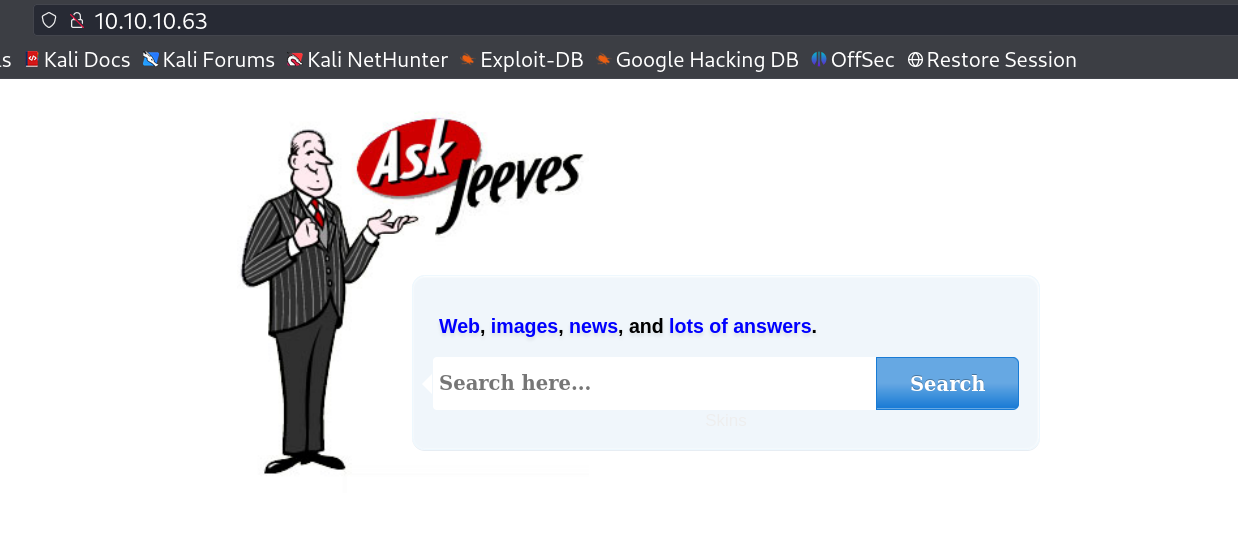 10.10.10.63
s Kali Docs Kali Forums Kali NetHunter Exploit-DB Google Hacking DB OffSec Restore Session
Ask
Jeeves
Web, images, news, and lots of answers.
Search here... Search
Skins